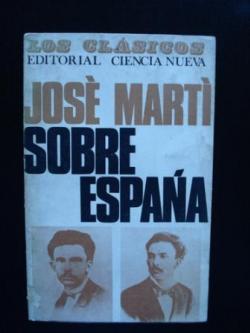 LOS CLÁSICOS
EDITORIAL CIENCIA NUEVA
JOSÈ MARTÌ
SOBRE
ESPAÑA